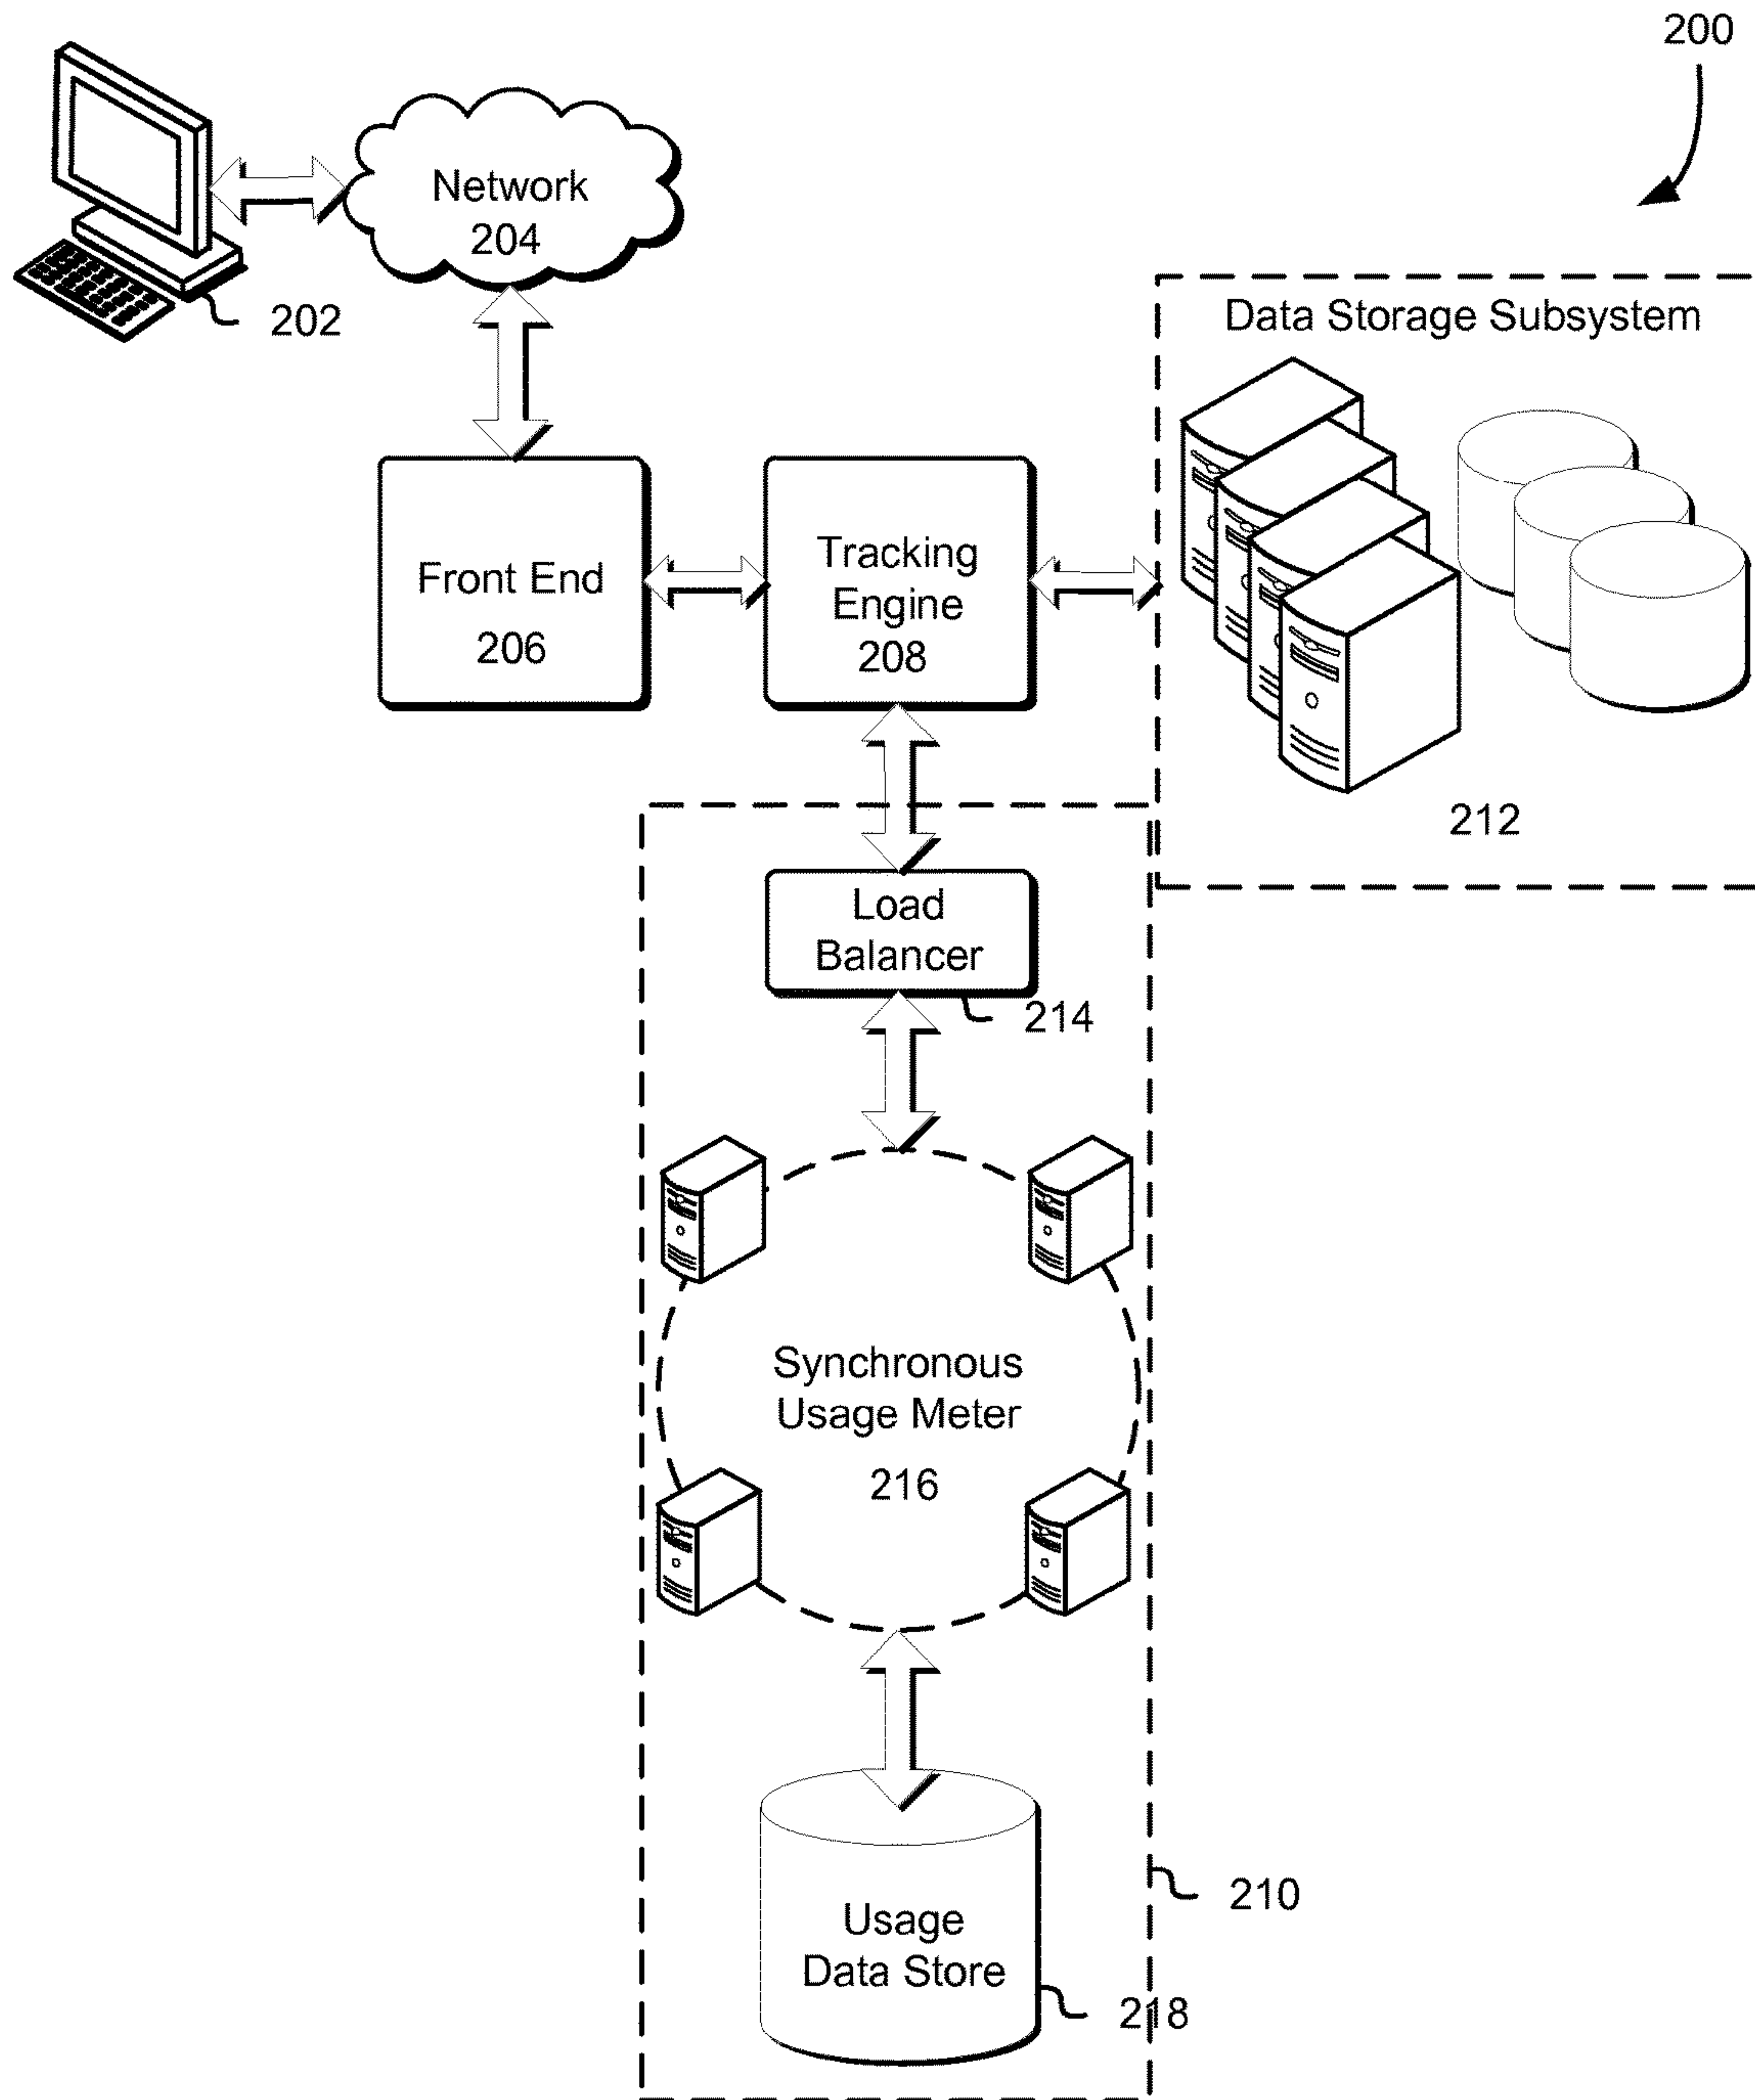 200
Network
204
202
Data Storage Subsystem
Front End
206
Tracking
Engine
208
212
Load
Balancer
214
Synchronous
Usage Meter
216
210
Usage
Data Store
218